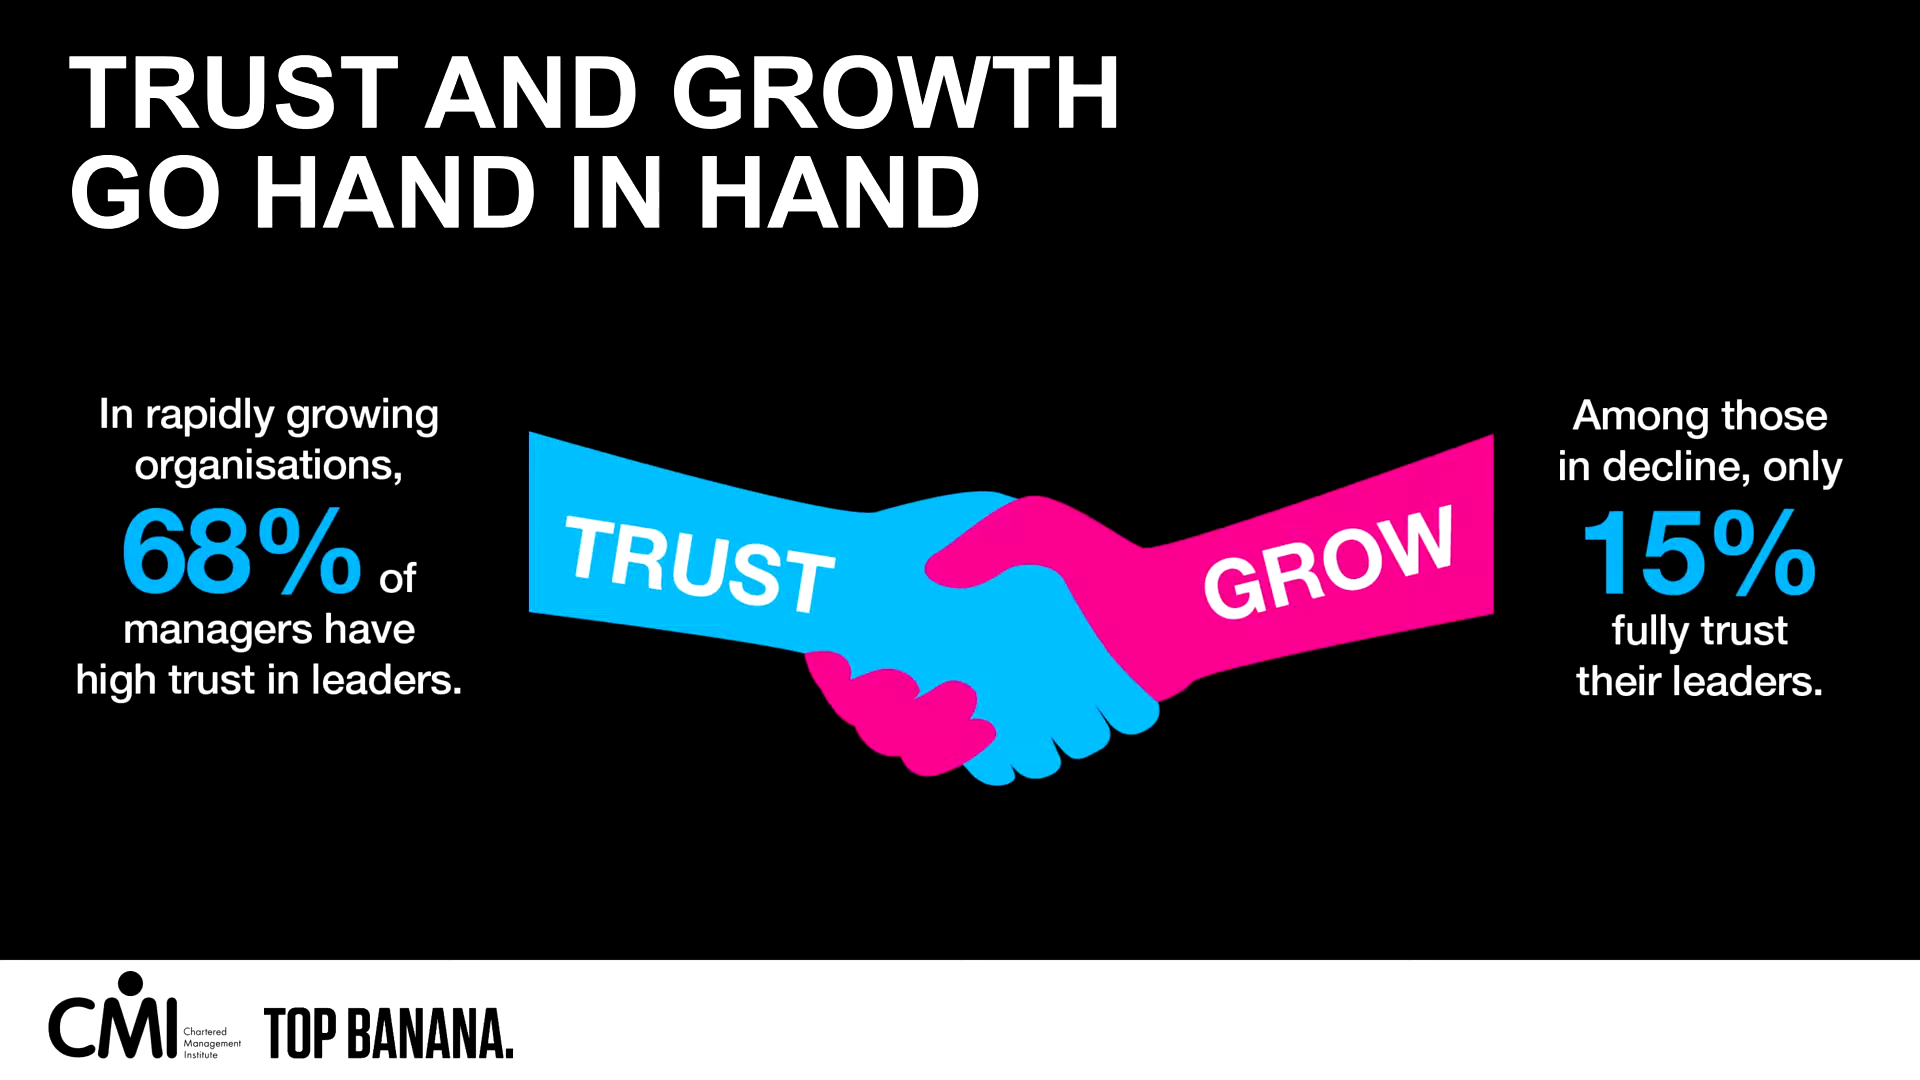 TRUST AND GROWTH
GO HAND IN HAND
In rapidly growing
organisations,
68% of
managers have
high trust in leaders.
TRUST
GROW
Among those
in decline, only
15%
fully trust
their leaders.
CMI
Chartered
Management
Institute
TOP BANANA.